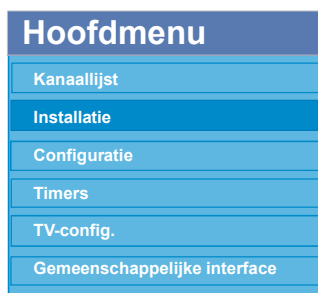 Hoofdmenu
Kanaallijst
Installatie
Configuratie
Timers
TV-config.
Gemeenschappelijke interface